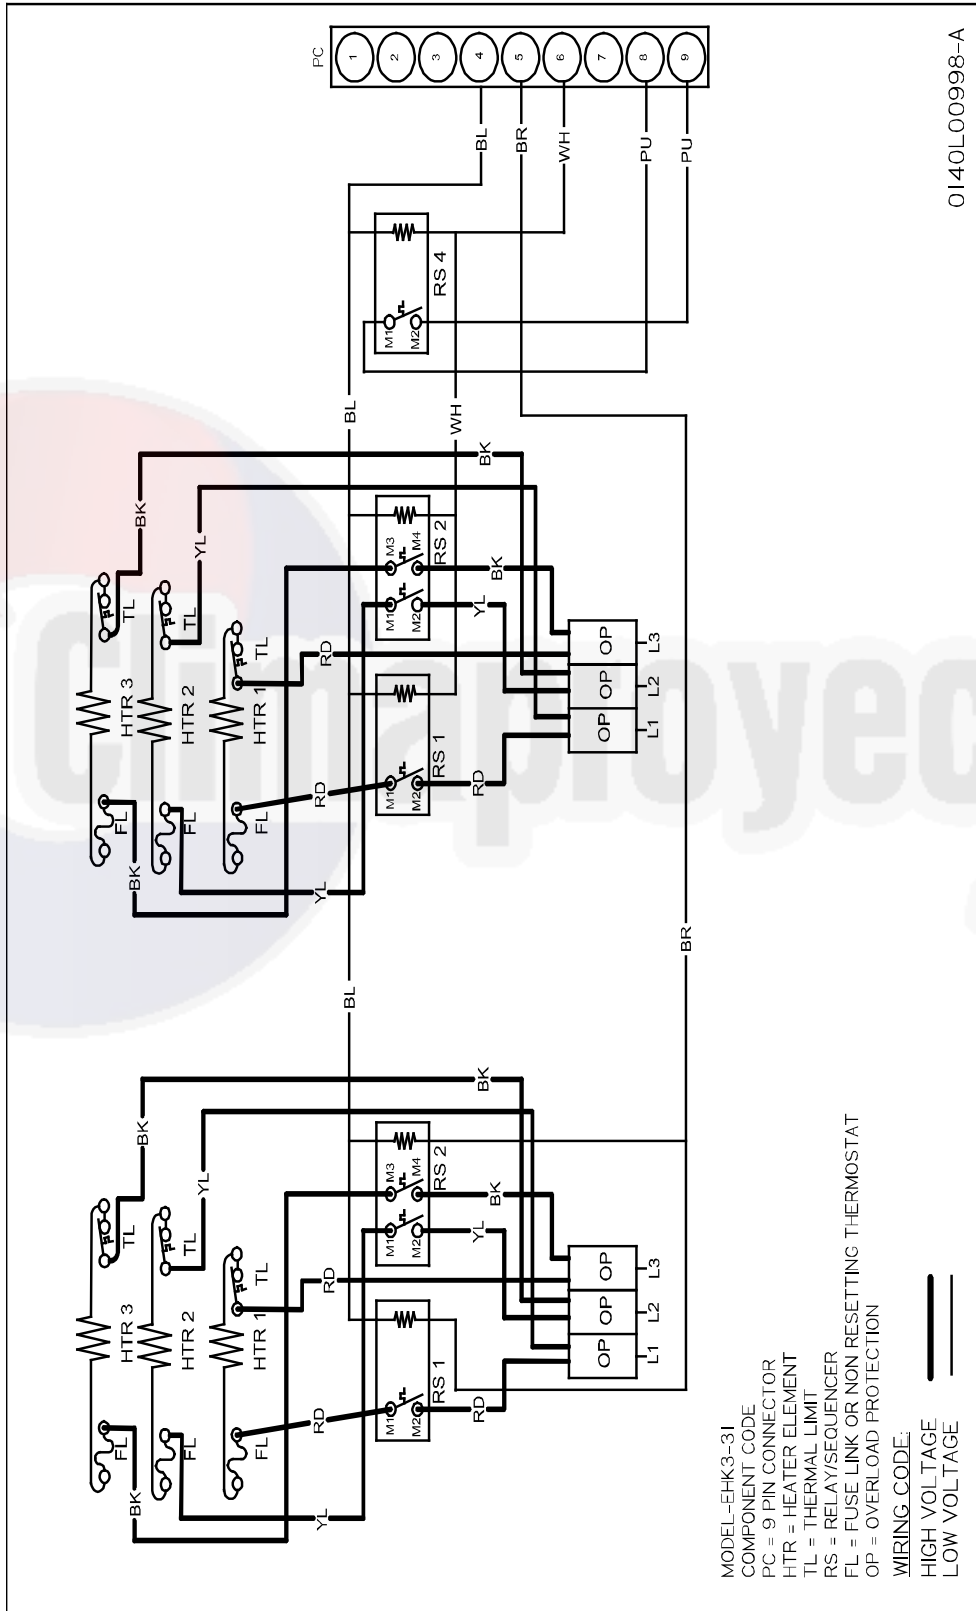 PC
1
2
3
4
5
6
7
8
9
BL
BR
WH
PU
PU
0140L00998-A
RS 4
M1
M2
BL
WH
BK
BK
YL
TL
TL
TL
HTR 3
HTR 2
HTR 1
FL
FL
FL
BK
YL
RD
RD
RS 2
M3
M4
M1
M2
BK
YL
RS 1
M1
M2
RD
OP
OP
OP
L3
L2
L1
BL
BR
BK
BK
YL
TL
TL
TL
HTR 3
HTR 2
HTR 1
FL
FL
FL
BK
YL
RD
RD
RS 2
M3
M4
M1
M2
BK
YL
RS 1
M1
M2
RD
OP
OP
OP
L3
L2
L1
MODEL-EHK3-31
COMPONENT CODE
PC = 9 PIN CONNECTOR
HTR = HEATER ELEMENT
TL = THERMAL LIMIT
RS = RELAY/SEQUENCER
FL = FUSE LINK OR NON RESETTING THERMOSTAT
OP = OVERLOAD PROTECTION
WIRING CODE:
HIGH VOLTAGE
LOW VOLTAGE
Climaproyec